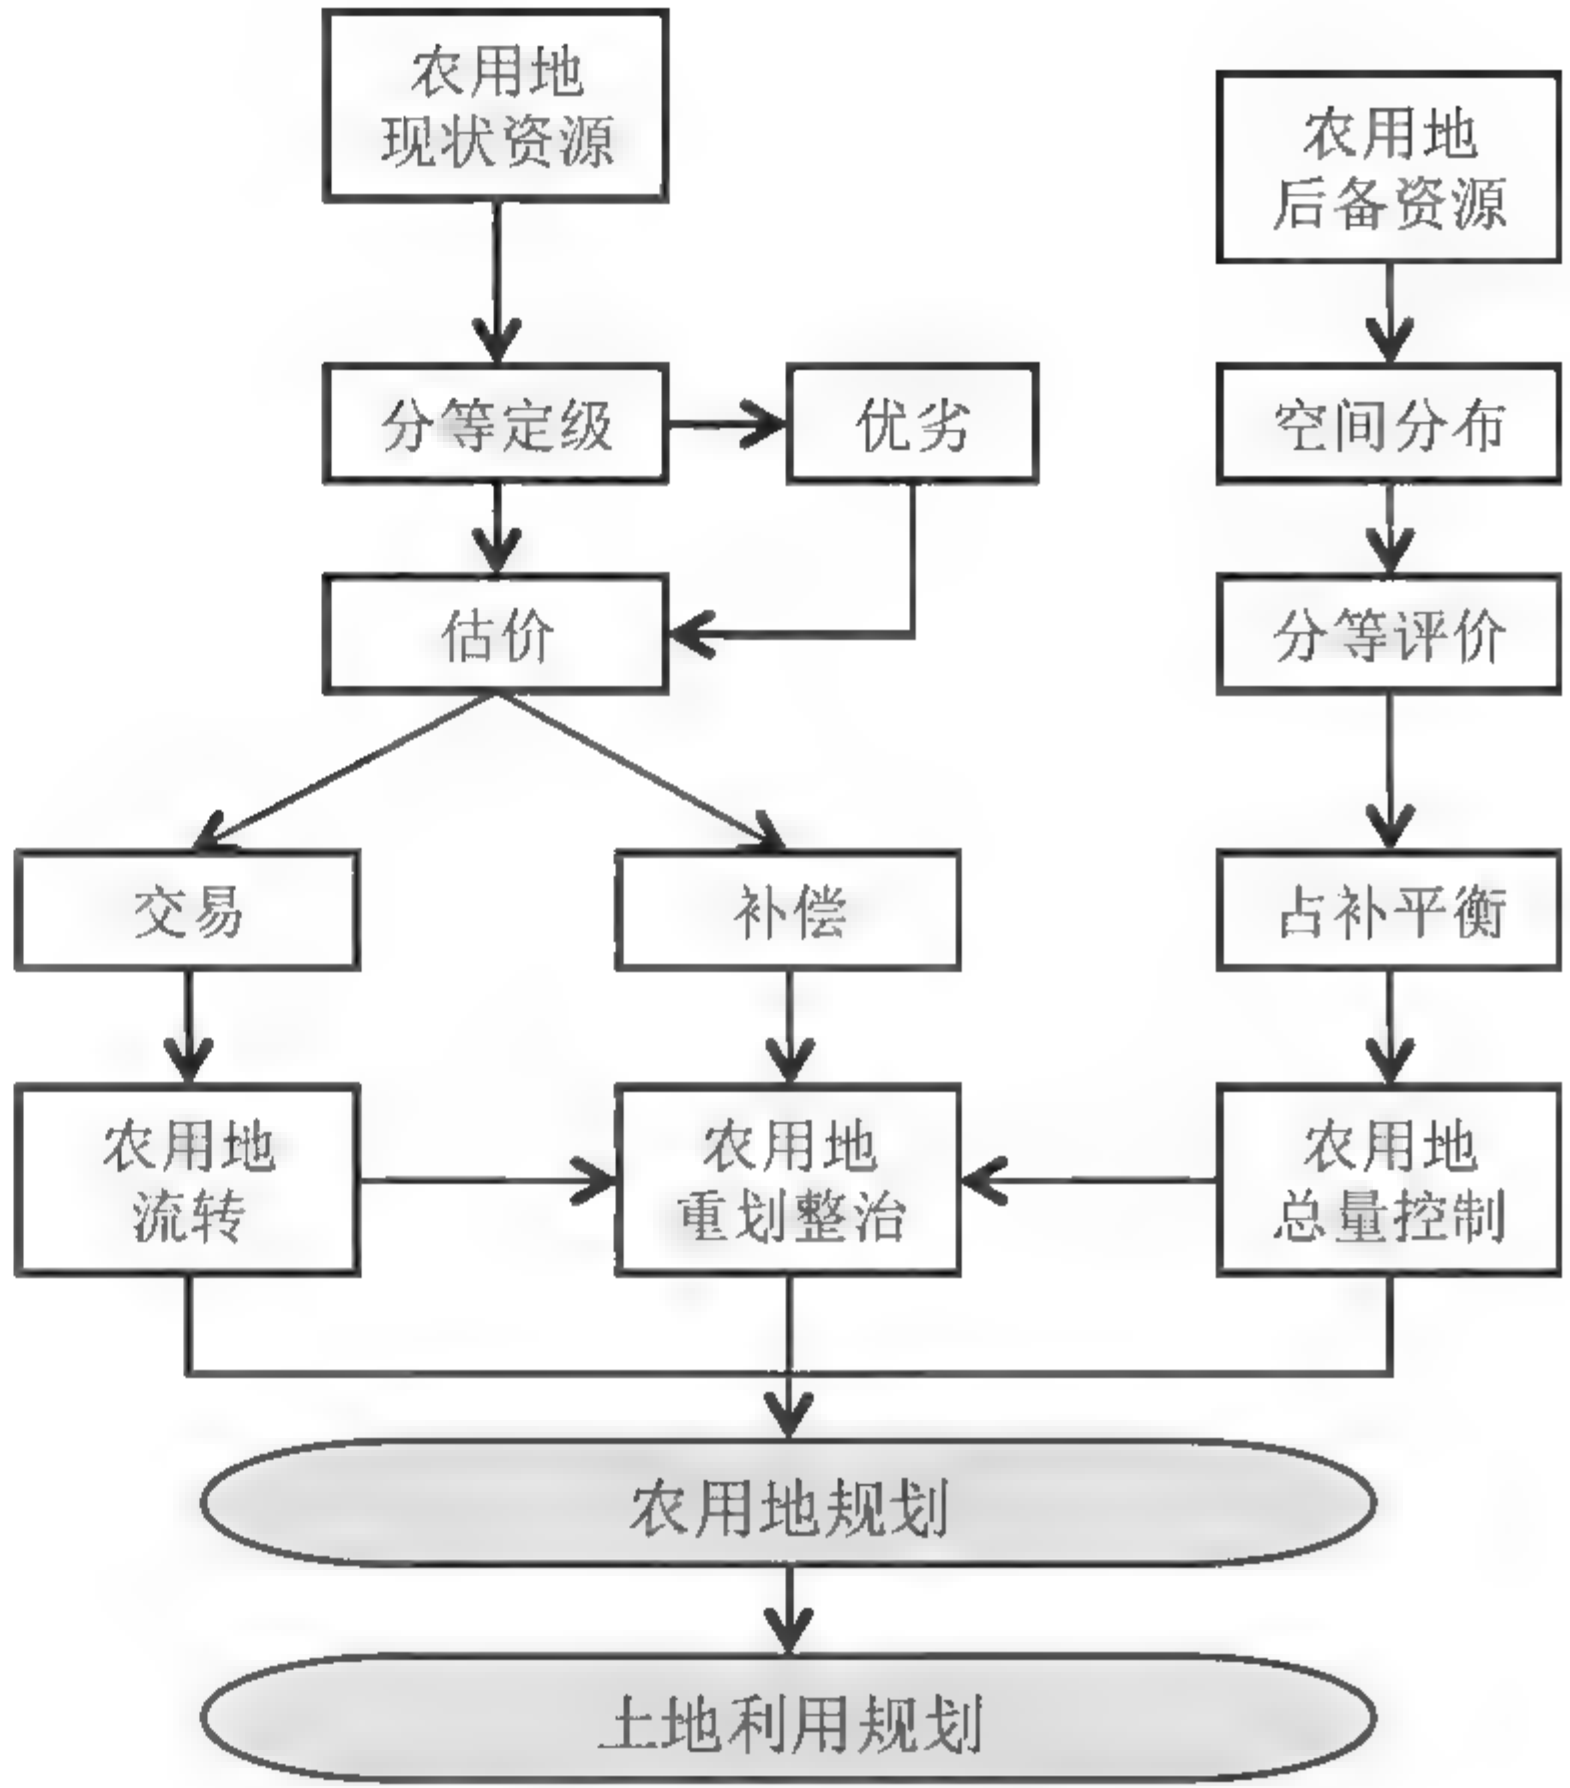 农用地
现状资源
农用地
后备资源
分等定级
优劣
空间分布
估价
分等评价
交易
补偿
占补平衡
农用地
流转
农用地
重划整治
农用地
总量控制
农用地规划
土地利用规划